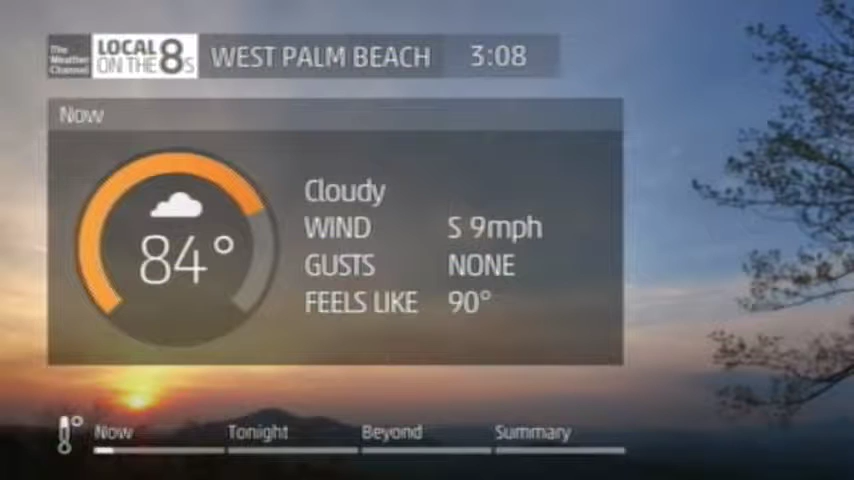 The Weather Channel
LOCAL ON THE 8s
WEST PALM BEACH 3:08
Now
84°
Cloudy
WIND S 9mph
GUSTS NONE
FEELS LIKE 90°
Now Tonight Beyond Summary